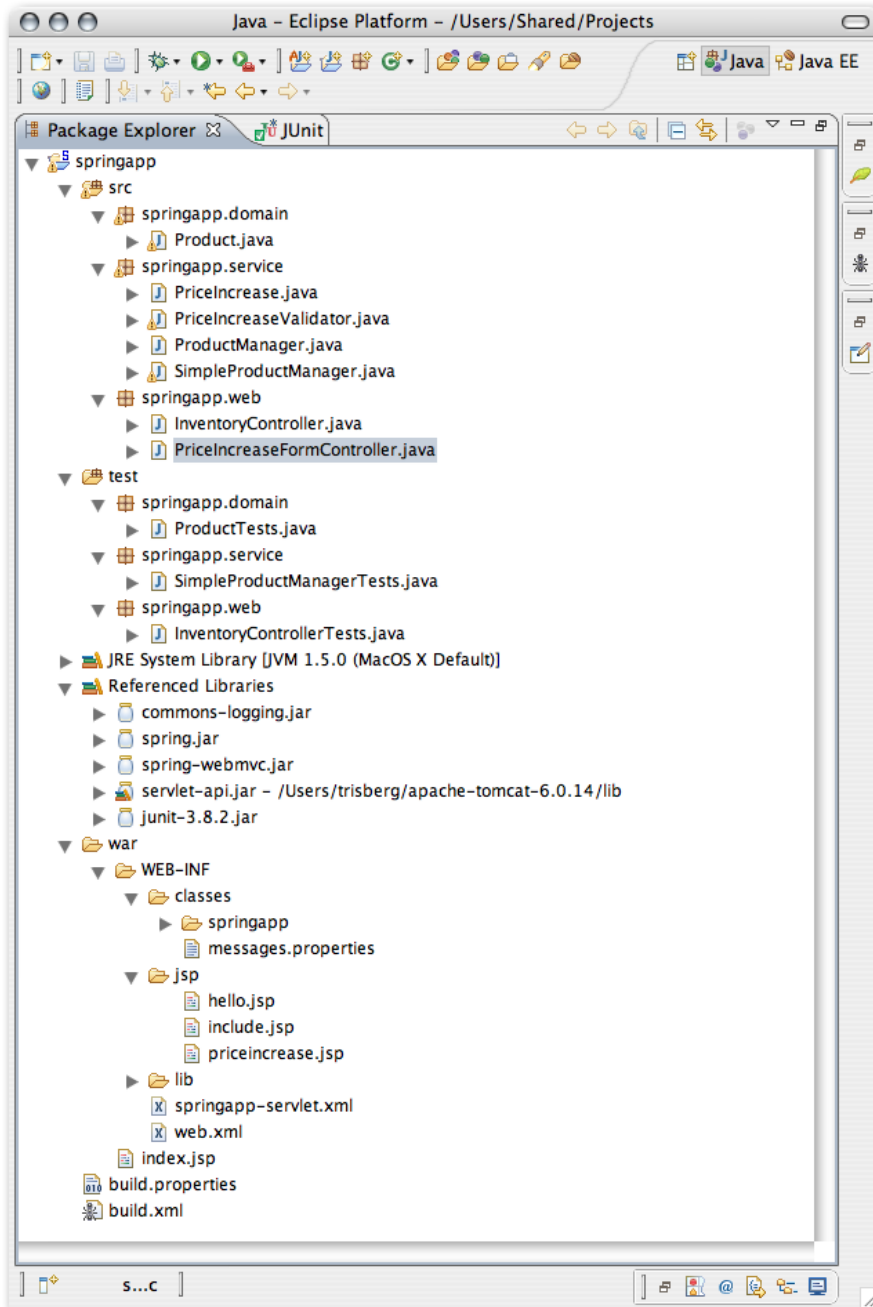 Java – Eclipse Platform – /Users/Shared/Projects
Java Java EE
Package Explorer JUnit
springapp
src
springapp.domain
Product.java
springapp.service
PriceIncrease.java
PriceIncreaseValidator.java
ProductManager.java
SimpleProductManager.java
springapp.web
InventoryController.java
PriceIncreaseFormController.java
test
springapp.domain
ProductTests.java
springapp.service
SimpleProductManagerTests.java
springapp.web
InventoryControllerTests.java
JRE System Library [JVM 1.5.0 (MacOS X Default)]
Referenced Libraries
commons-logging.jar
spring.jar
spring-webmvc.jar
servlet-api.jar – /Users/trisberg/apache-tomcat-6.0.14/lib
junit-3.8.2.jar
war
WEB-INF
classes
springapp
messages.properties
jsp
hello.jsp
include.jsp
priceincrease.jsp
lib
springapp-servlet.xml
web.xml
index.jsp
build.properties
build.xml
s...c